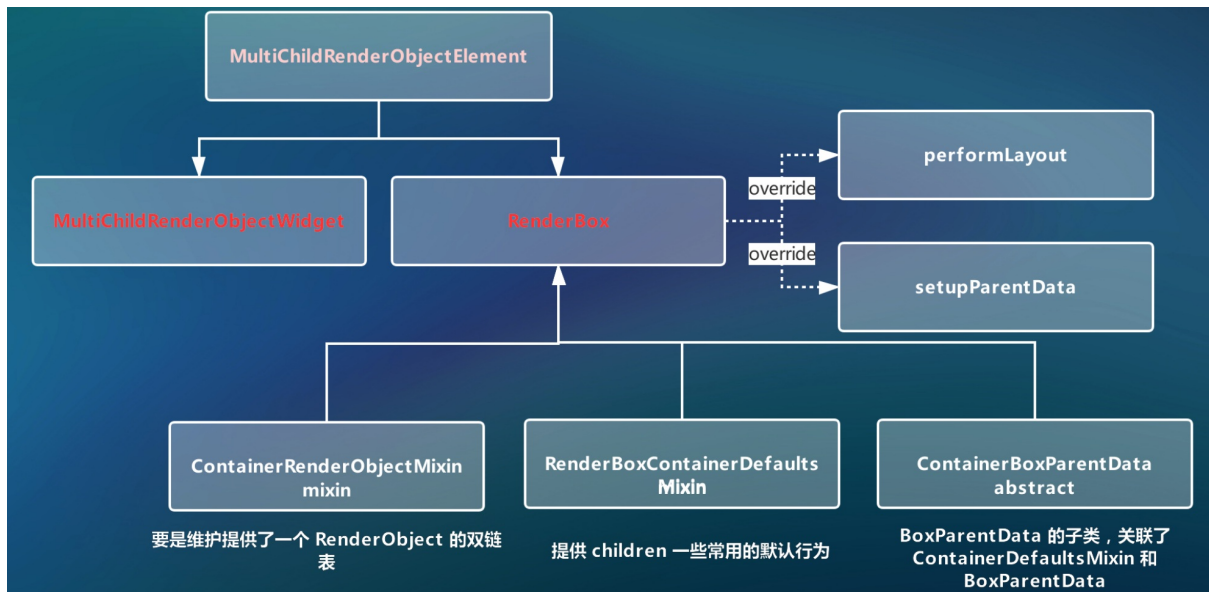 MultiChildRenderObjectElement
MultiChildRenderObjectWidget
RenderBox
override
override
performLayout
setupParentData
ContainerRenderObjectMixin
mixin
要是维护提供了一个 RenderObject 的双链
表
RenderBoxContainerDefaults
Mixin
提供 children 一些常用的默认行为
ContainerBoxParentData
abstract
BoxParentData 的子类，关联了
ContainerDefaultsMixin 和
BoxParentData